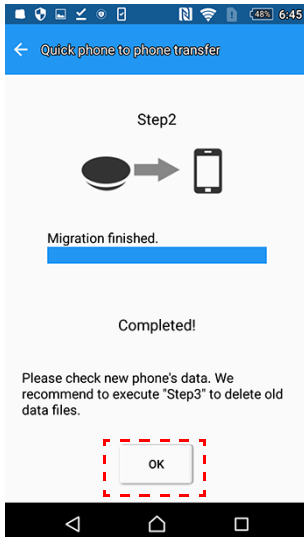 48% 6:45
Quick phone to phone transfer
Step2
Migration finished.
Completed!
Please check new phone's data. We
recommend to execute "Step3" to delete old
data files.
OK